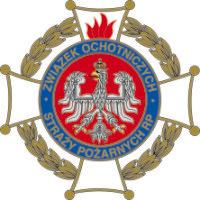 ZWIĄZEK OCHOTNICZYCH
STRAŻY POŻARNYCH RP